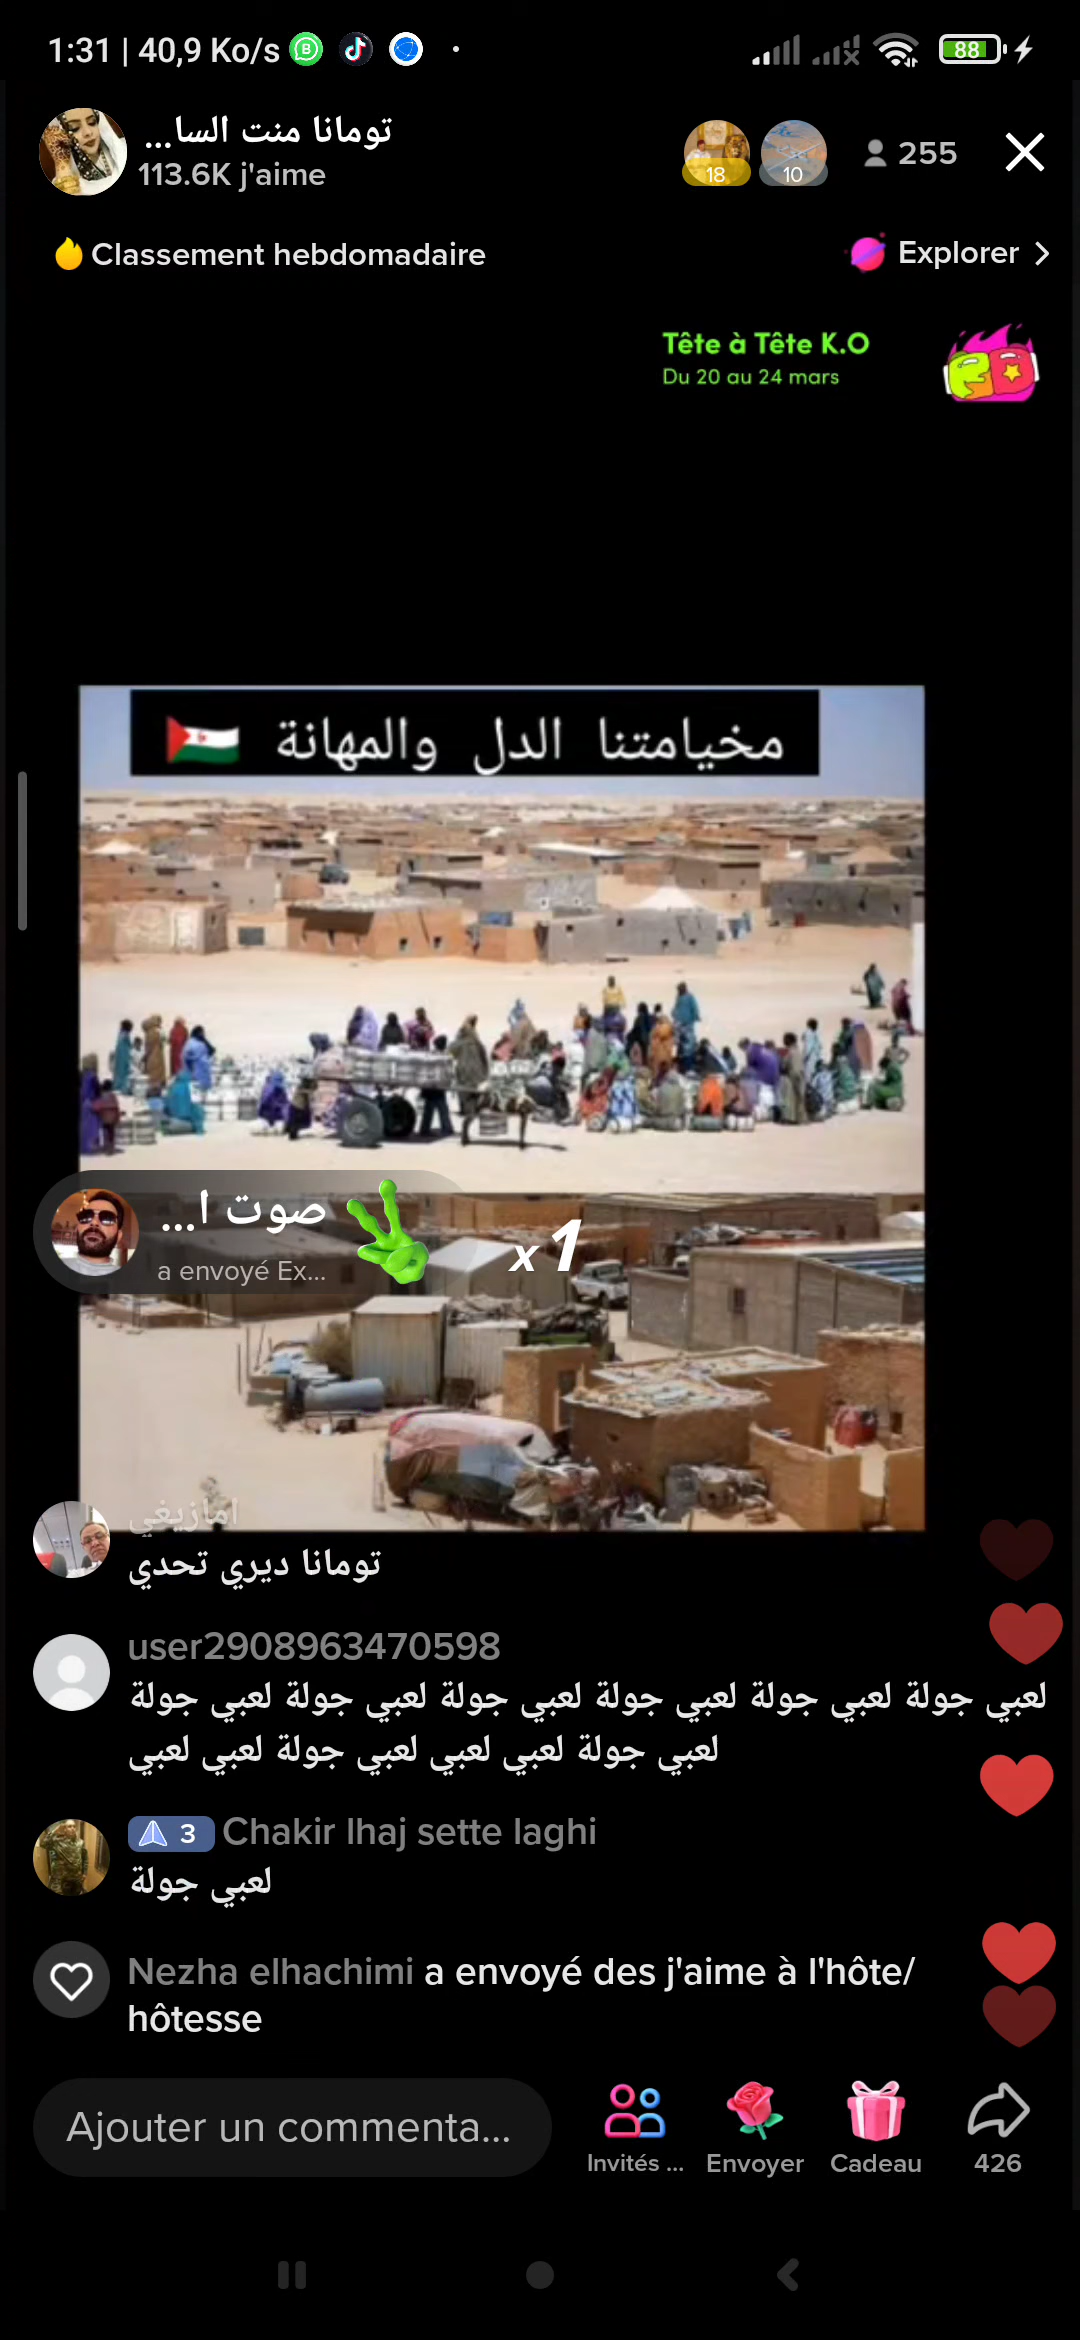 1:31 | 40,9 Ko/s
88
تومانا منت السا...
113.6K j'aime
18
10
255
Classement hebdomadaire
Explorer
Tête à Tête K.O
Du 20 au 24 mars
مخيامتنا الدل والمهانة
صوت ا...
a envoyé Ex...
x1
امازيغي
تومانا ديري تحدي
user2908963470598
لعبي جولة لعبي جولة لعبي جولة لعبي جولة لعبي جولة لعبي جولة
لعبي جولة لعبي لعبي لعبي جولة لعبي لعبي
3 Chakir lhaj sette laghi
لعبي جولة
Nezha elhachimi a envoyé des j'aime à l'hôte/
hôtesse
Ajouter un commenta...
Invités ...
Envoyer
Cadeau
426